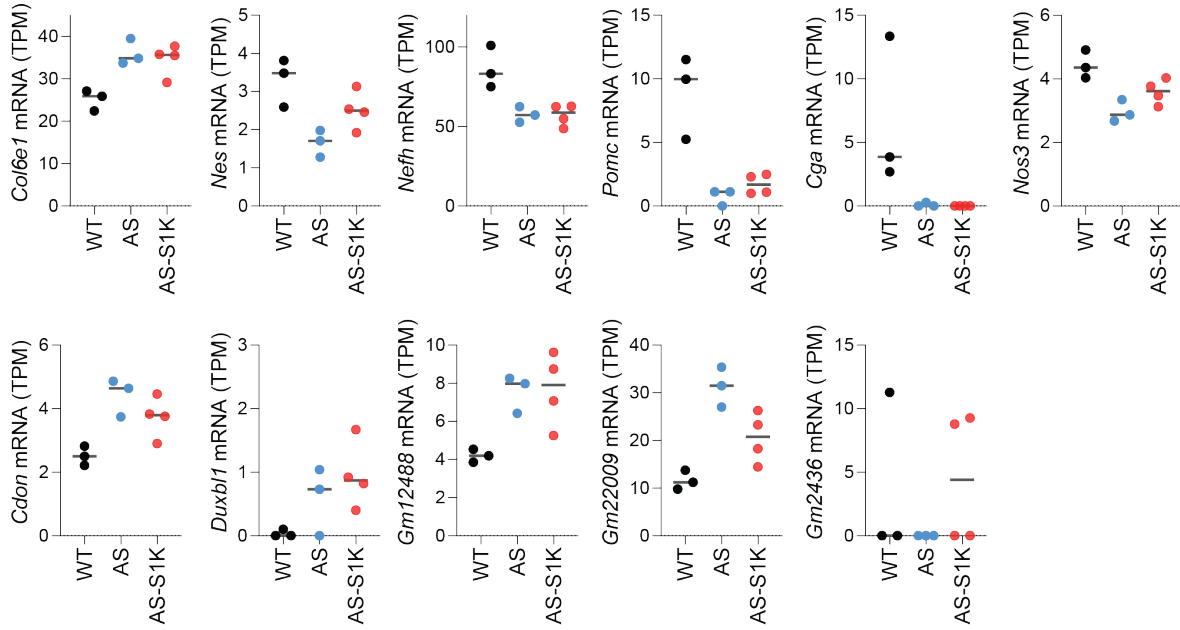 Col6e1 mRNA (TPM)
40
30
20
10
0
WT
AS
AS-S1K
Nes mRNA (TPM)
5
4
3
2
1
0
WT
AS
AS-S1K
Nefh mRNA (TPM)
100
50
0
WT
AS
AS-S1K
Pomc mRNA (TPM)
15
10
5
0
WT
AS
AS-S1K
Cga mRNA (TPM)
15
10
5
0
WT
AS
AS-S1K
Nos3 mRNA (TPM)
6
4
2
0
WT
AS
AS-S1K
Cdon mRNA (TPM)
6
4
2
0
WT
AS
AS-S1K
Duxbl1 mRNA (TPM)
3
2
1
0
WT
AS
AS-S1K
Gm12488 mRNA (TPM)
10
8
6
4
2
0
WT
AS
AS-S1K
Gm22009 mRNA (TPM)
40
30
20
10
0
WT
AS
AS-S1K
Gm2436 mRNA (TPM)
15
10
5
0
WT
AS
AS-S1K